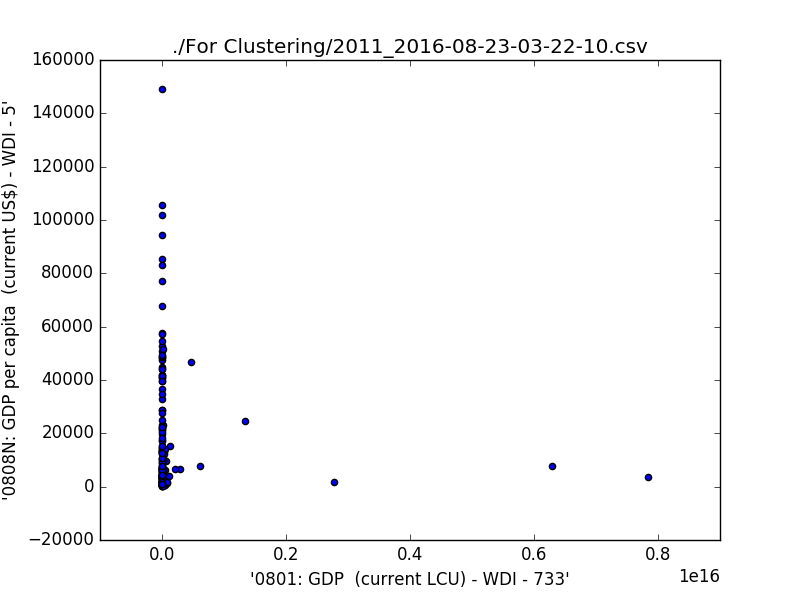 ./For Clustering/2011_2016-08-23-03-22-10.csv
160000
140000
120000
100000
80000
60000
40000
20000
0
−20000
'0808N: GDP per capita  (current US$) - WDI - 5'
0.0 0.2 0.4 0.6 0.8
1e16
'0801: GDP  (current LCU) - WDI - 733'